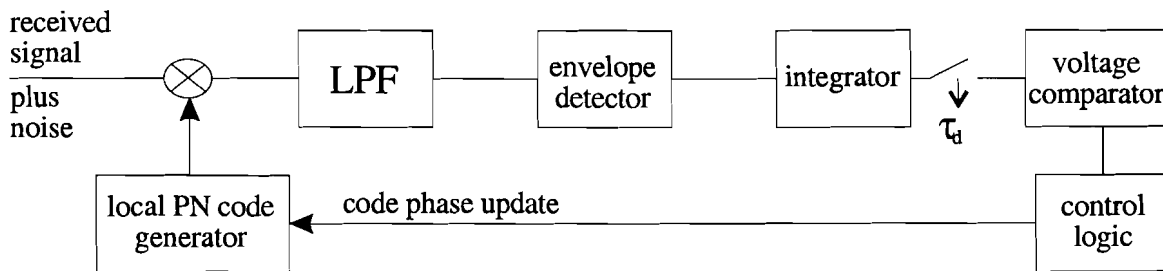 received
signal
plus
noise
LPF
envelope
detector
integrator
τd
voltage
comparator
local PN code
generator
code phase update
control
logic